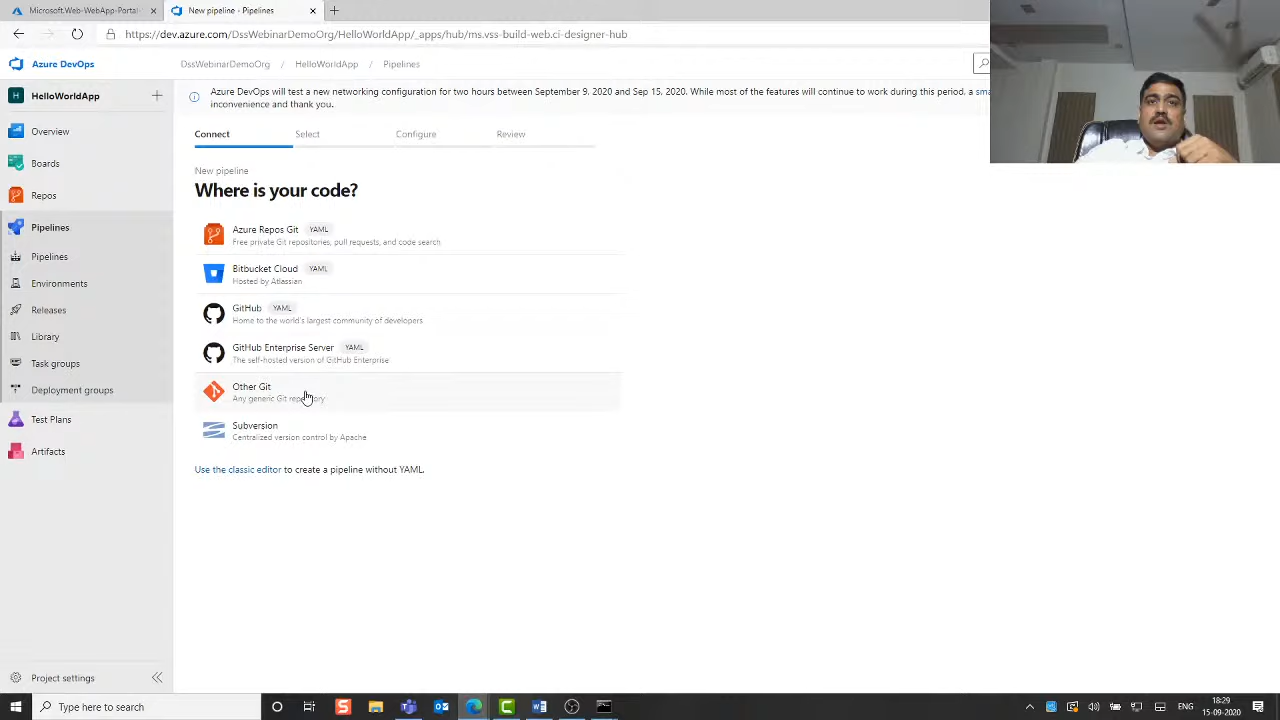 Microsoft.Web-WebApp-Portal-
New pipeline - Pipelines
https://dev.azure.com/DssWebinarDemoOrg/HelloWorldApp/_apps/hub/ms.vss-build-web.ci-designer-hub
Azure DevOps
DssWebinarDemoOrg / HelloWorldApp / Pipelines
H HelloWorldApp
Azure DevOps will test a new networking configuration for two hours between September 9, 2020 and Sep 15, 2020. While most of the features will continue to work during this period, a sma
inconvenience and thank you.
Overview
Boards
Repos
Pipelines
Pipelines
Environments
Releases
Library
Task groups
Deployment groups
Test Plans
Artifacts
Project settings
Connect Select Configure Review
New pipeline
Where is your code?
Azure Repos Git YAML
Free private Git repositories, pull requests, and code search
Bitbucket Cloud YAML
Hosted by Atlassian
GitHub YAML
Home to the world's largest community of developers
GitHub Enterprise Server YAML
The self-hosted version of GitHub Enterprise
Other Git
Any generic Git repository
Subversion
Centralized version control by Apache
Use the classic editor to create a pipeline without YAML.
Type here to search
ENG
18:29
15-09-2020